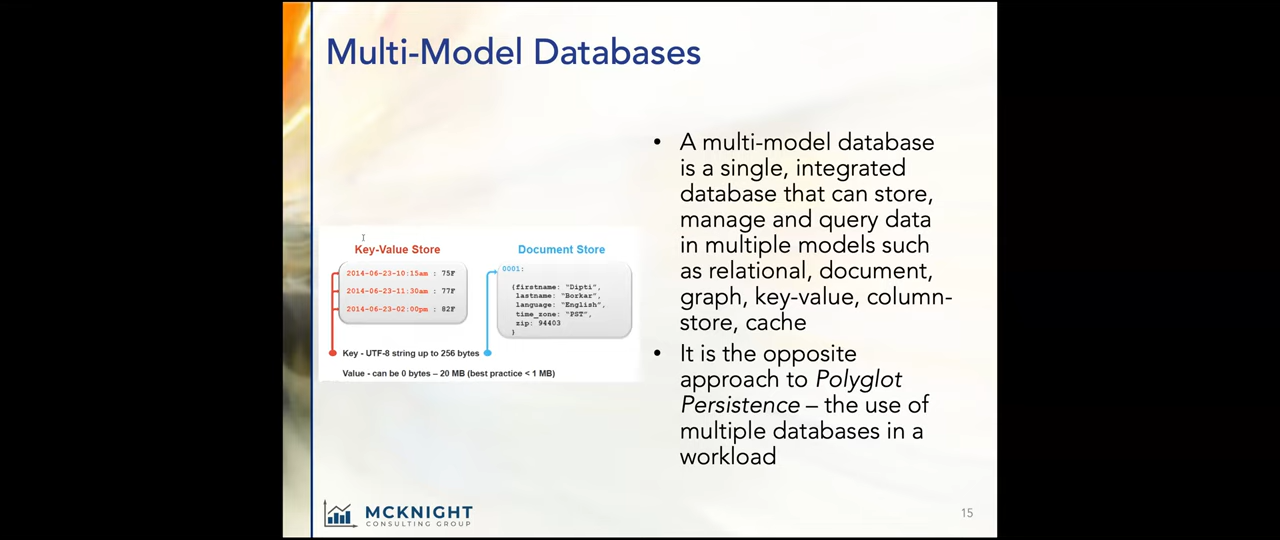 Multi-Model Databases
Key-Value Store
2014-06-23-10:15am : 75F
2014-06-23-11:30am : 77F
2014-06-23-02:00pm : 82F
Document Store
0001:
{firstname: "Dipti",
lastname: "Borkar",
language: "English",
time_zone: "PST",
zip: 94403
}
Key - UTF-8 string up to 256 bytes
Value - can be 0 bytes – 20 MB (best practice < 1 MB)
• A multi-model database
is a single, integrated
database that can store,
manage and query data
in multiple models such
as relational, document,
graph, key-value, column-
store, cache
• It is the opposite
approach to Polyglot
Persistence – the use of
multiple databases in a
workload
MCKNIGHT
CONSULTING GROUP
15